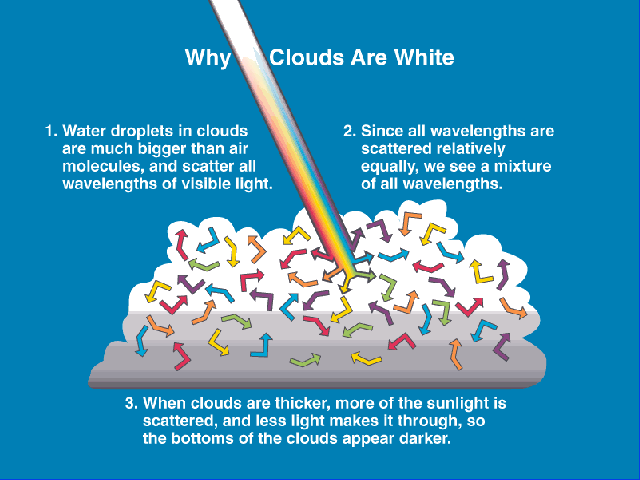 Why Clouds Are White
1. Water droplets in clouds
are much bigger than air
molecules, and scatter all
wavelengths of visible light.
2. Since all wavelengths are
scattered relatively
equally, we see a mixture
of all wavelengths.
3. When clouds are thicker, more of the sunlight is
scattered, and less light makes it through, so
the bottoms of the clouds appear darker.